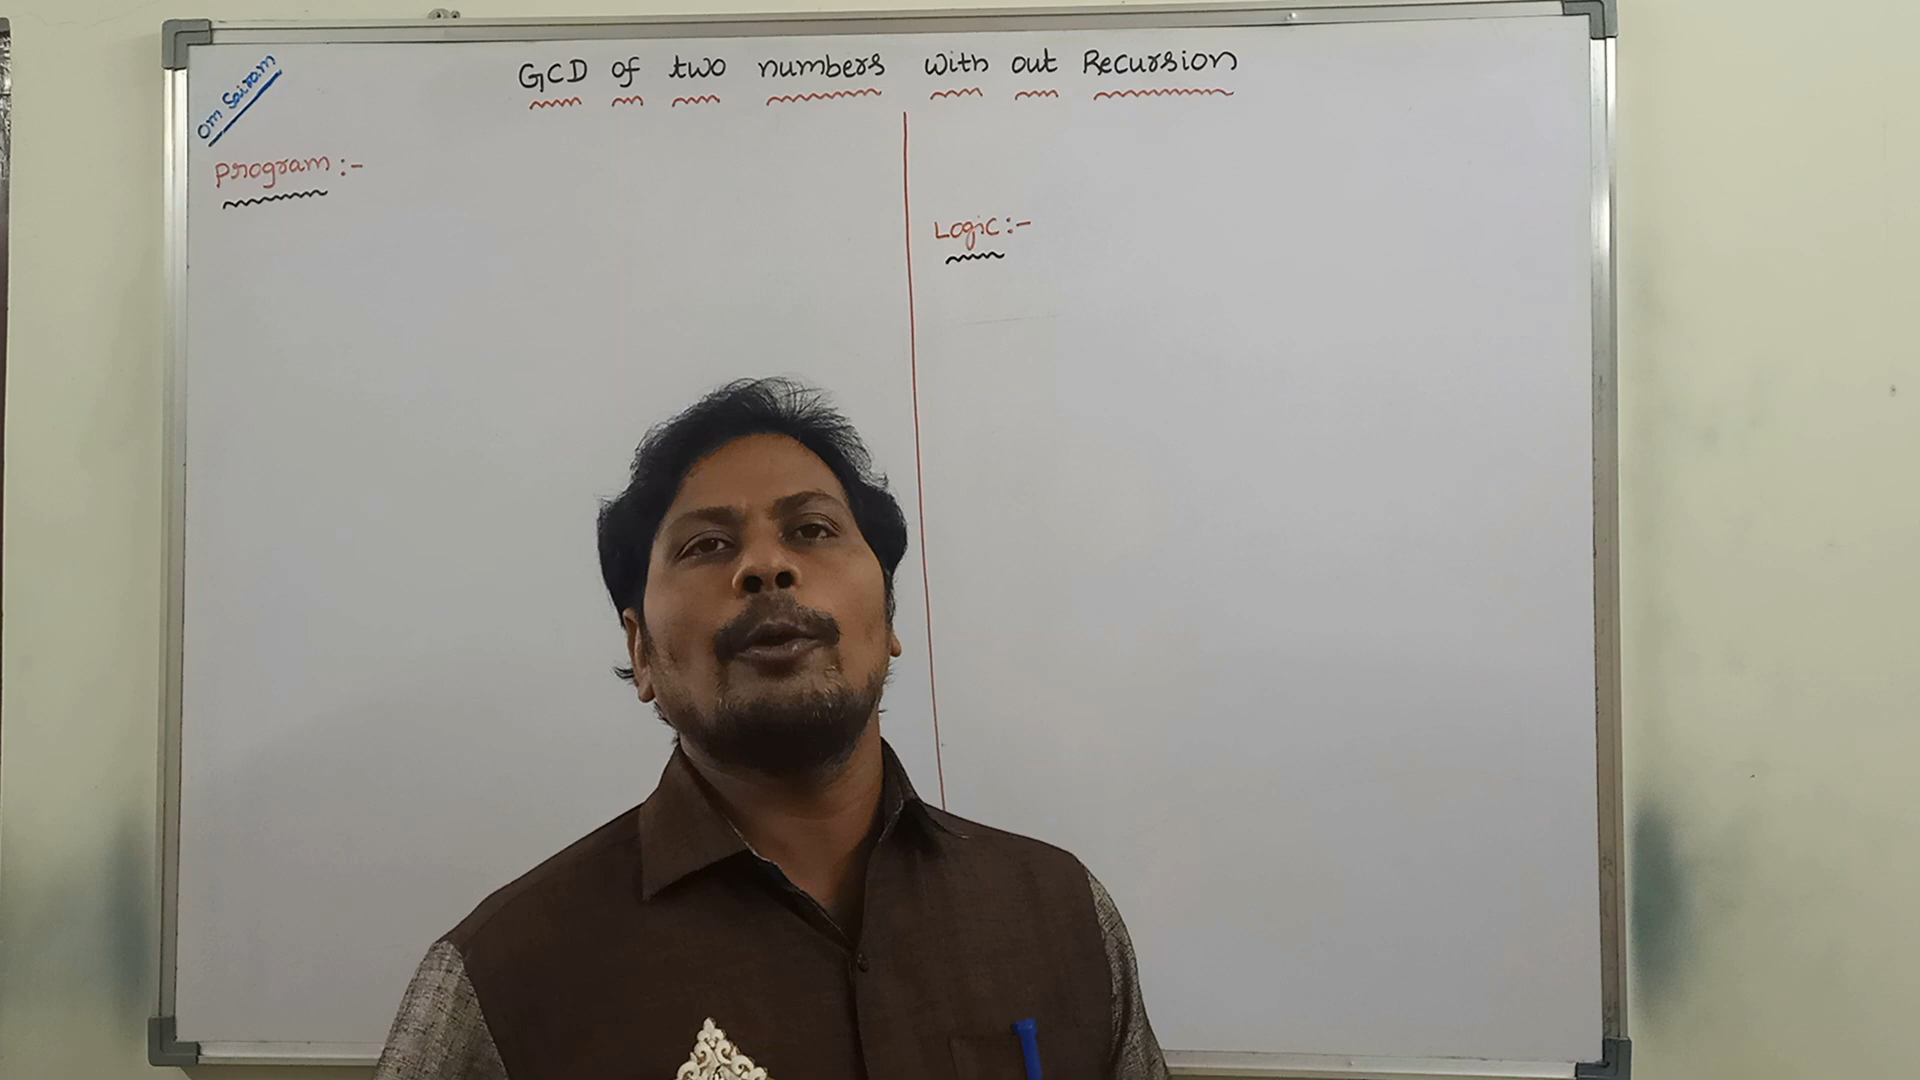 Om Sairam
GCD of two numbers with out Recursion
Program :-
Logic :-